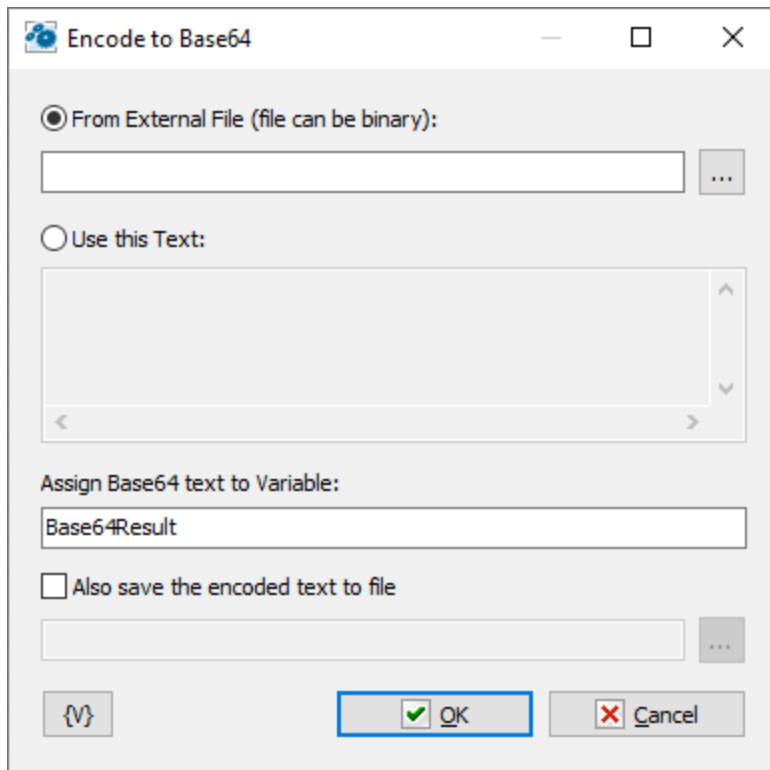 Encode to Base64
From External File (file can be binary):
...
Use this Text:
Assign Base64 text to Variable:
Base64Result
Also save the encoded text to file
...
{V}
OK
Cancel